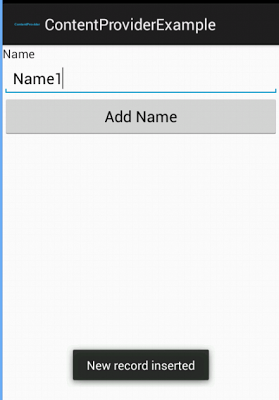 ContentProviderExample
Name
Name1
Add Name
New record inserted